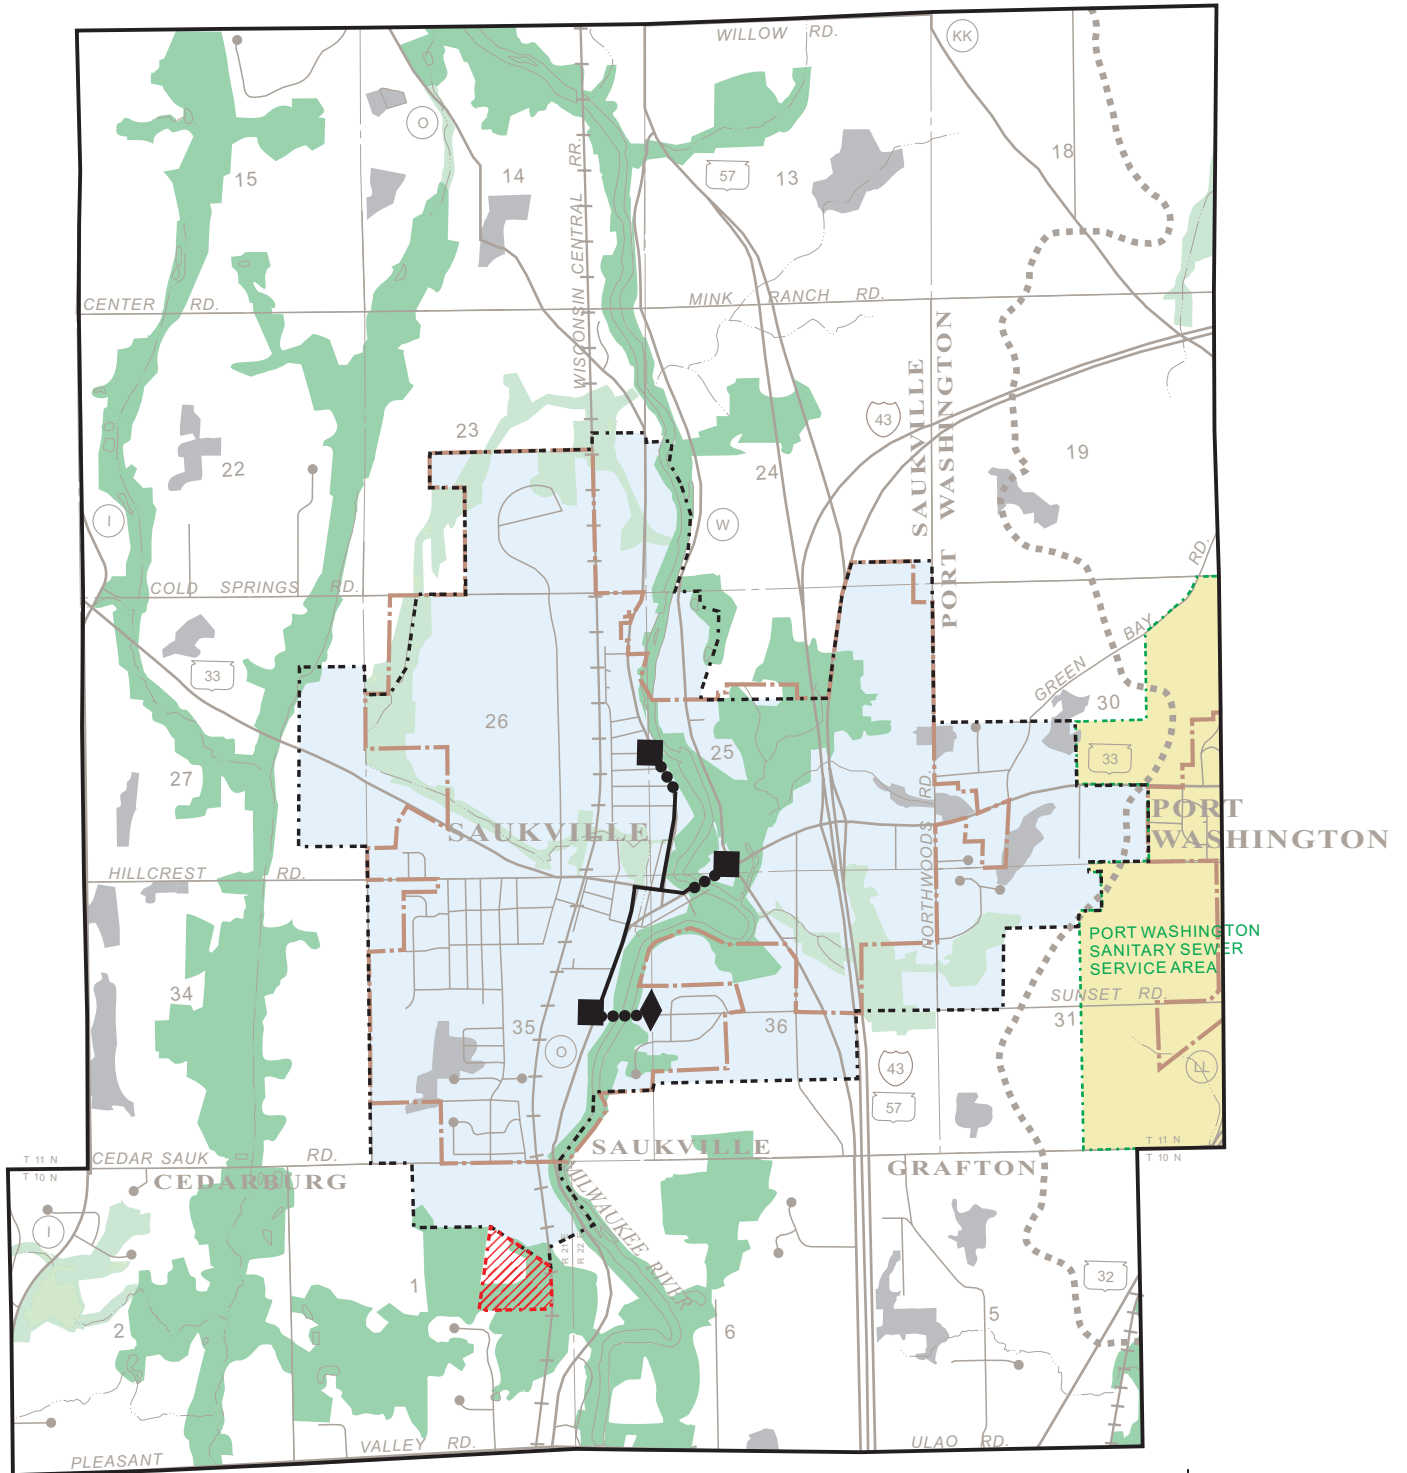 WILLOW RD.
KK
O
18
15
14
57
13
WISCONSIN CENTRAL RR.
CENTER RD.
MINK RANCH RD.
SAUKVILLE
PORT WASHINGTON
43
23
22
24
19
I
W
COLD SPRINGS RD.
RD.
BAY
GREEN
33
30
26
25
33
27
NORTHWOODS RD.
SAUKVILLE
PORT
WASHINGTON
HILLCREST RD.
PORT WASHINGTON
SANITARY SEWER
SERVICE AREA
34
SUNSET RD.
35
36
31
O
43
LL
57
T 11 N
T 10 N
CEDAR SAUK RD.
SAUKVILLE
T 11 N
T 10 N
CEDARBURG
GRAFTON
MILWAUKEE RIVER
I
R 21 E
R 22 E
32
1
2
6
5
PLEASANT
VALLEY RD.
ULAO RD.